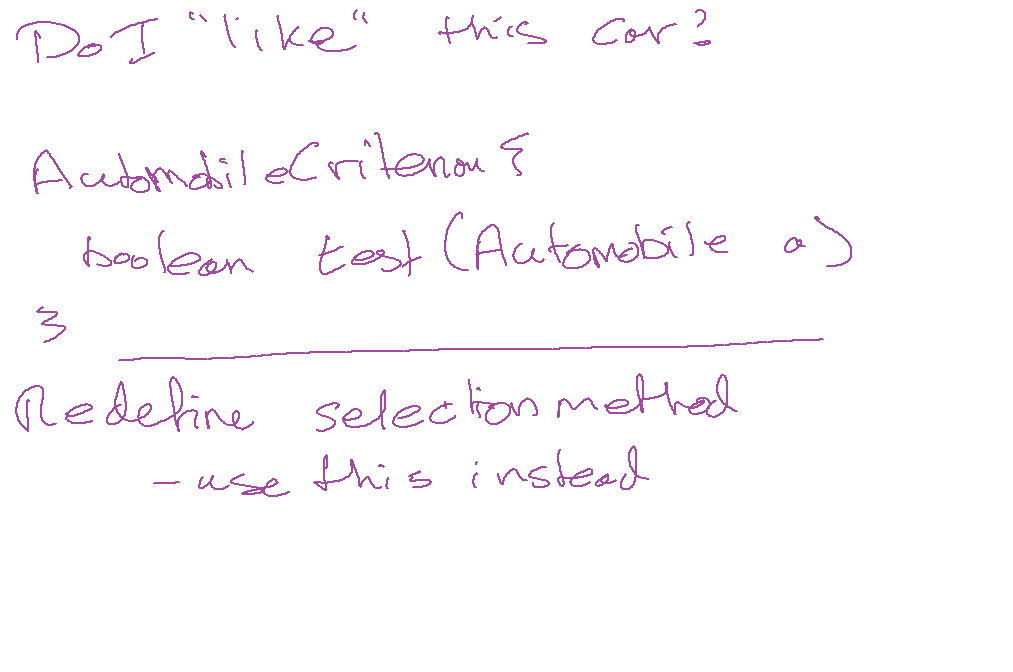 Do I "like" this car?
AutomobileCriterion {
boolean test (Automobile a)
}
Redefine selection method
- use this instead